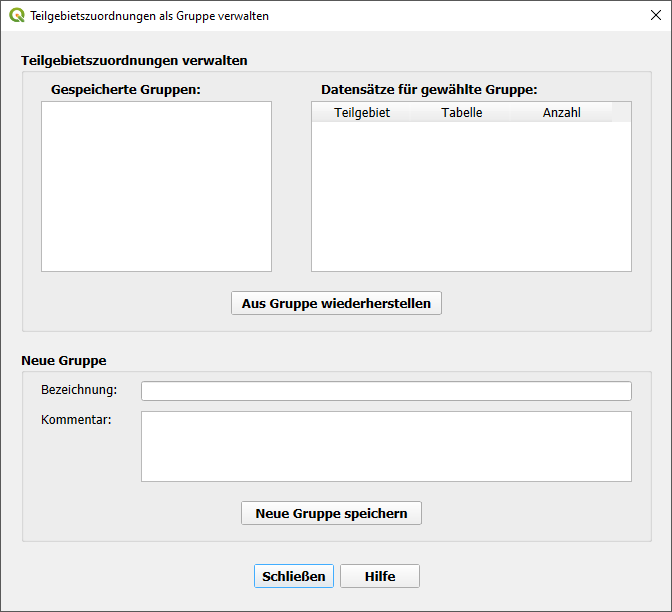 Teilgebietszuordnungen als Gruppe verwalten
Teilgebietszuordnungen verwalten
Gespeicherte Gruppen:
Datensätze für gewählte Gruppe:
Teilgebiet Tabelle Anzahl
Aus Gruppe wiederherstellen
Neue Gruppe
Bezeichnung:
Kommentar:
Neue Gruppe speichern
Schließen Hilfe